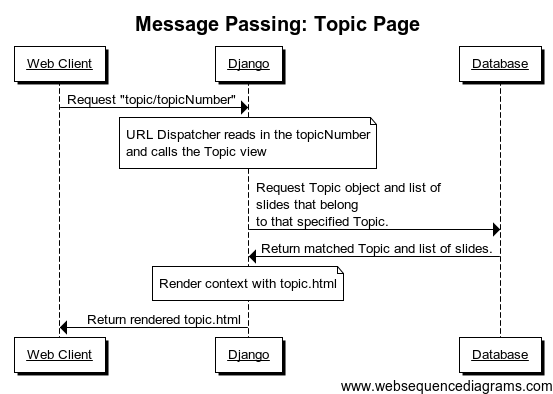 Message Passing: Topic Page
Web Client
Django
Database
Request "topic/topicNumber"
URL Dispatcher reads in the topicNumber
and calls the Topic view
Request Topic object and list of
slides that belong
to that specified Topic.
Return matched Topic and list of slides.
Render context with topic.html
Return rendered topic.html
Web Client
Django
Database
www.websequencediagrams.com